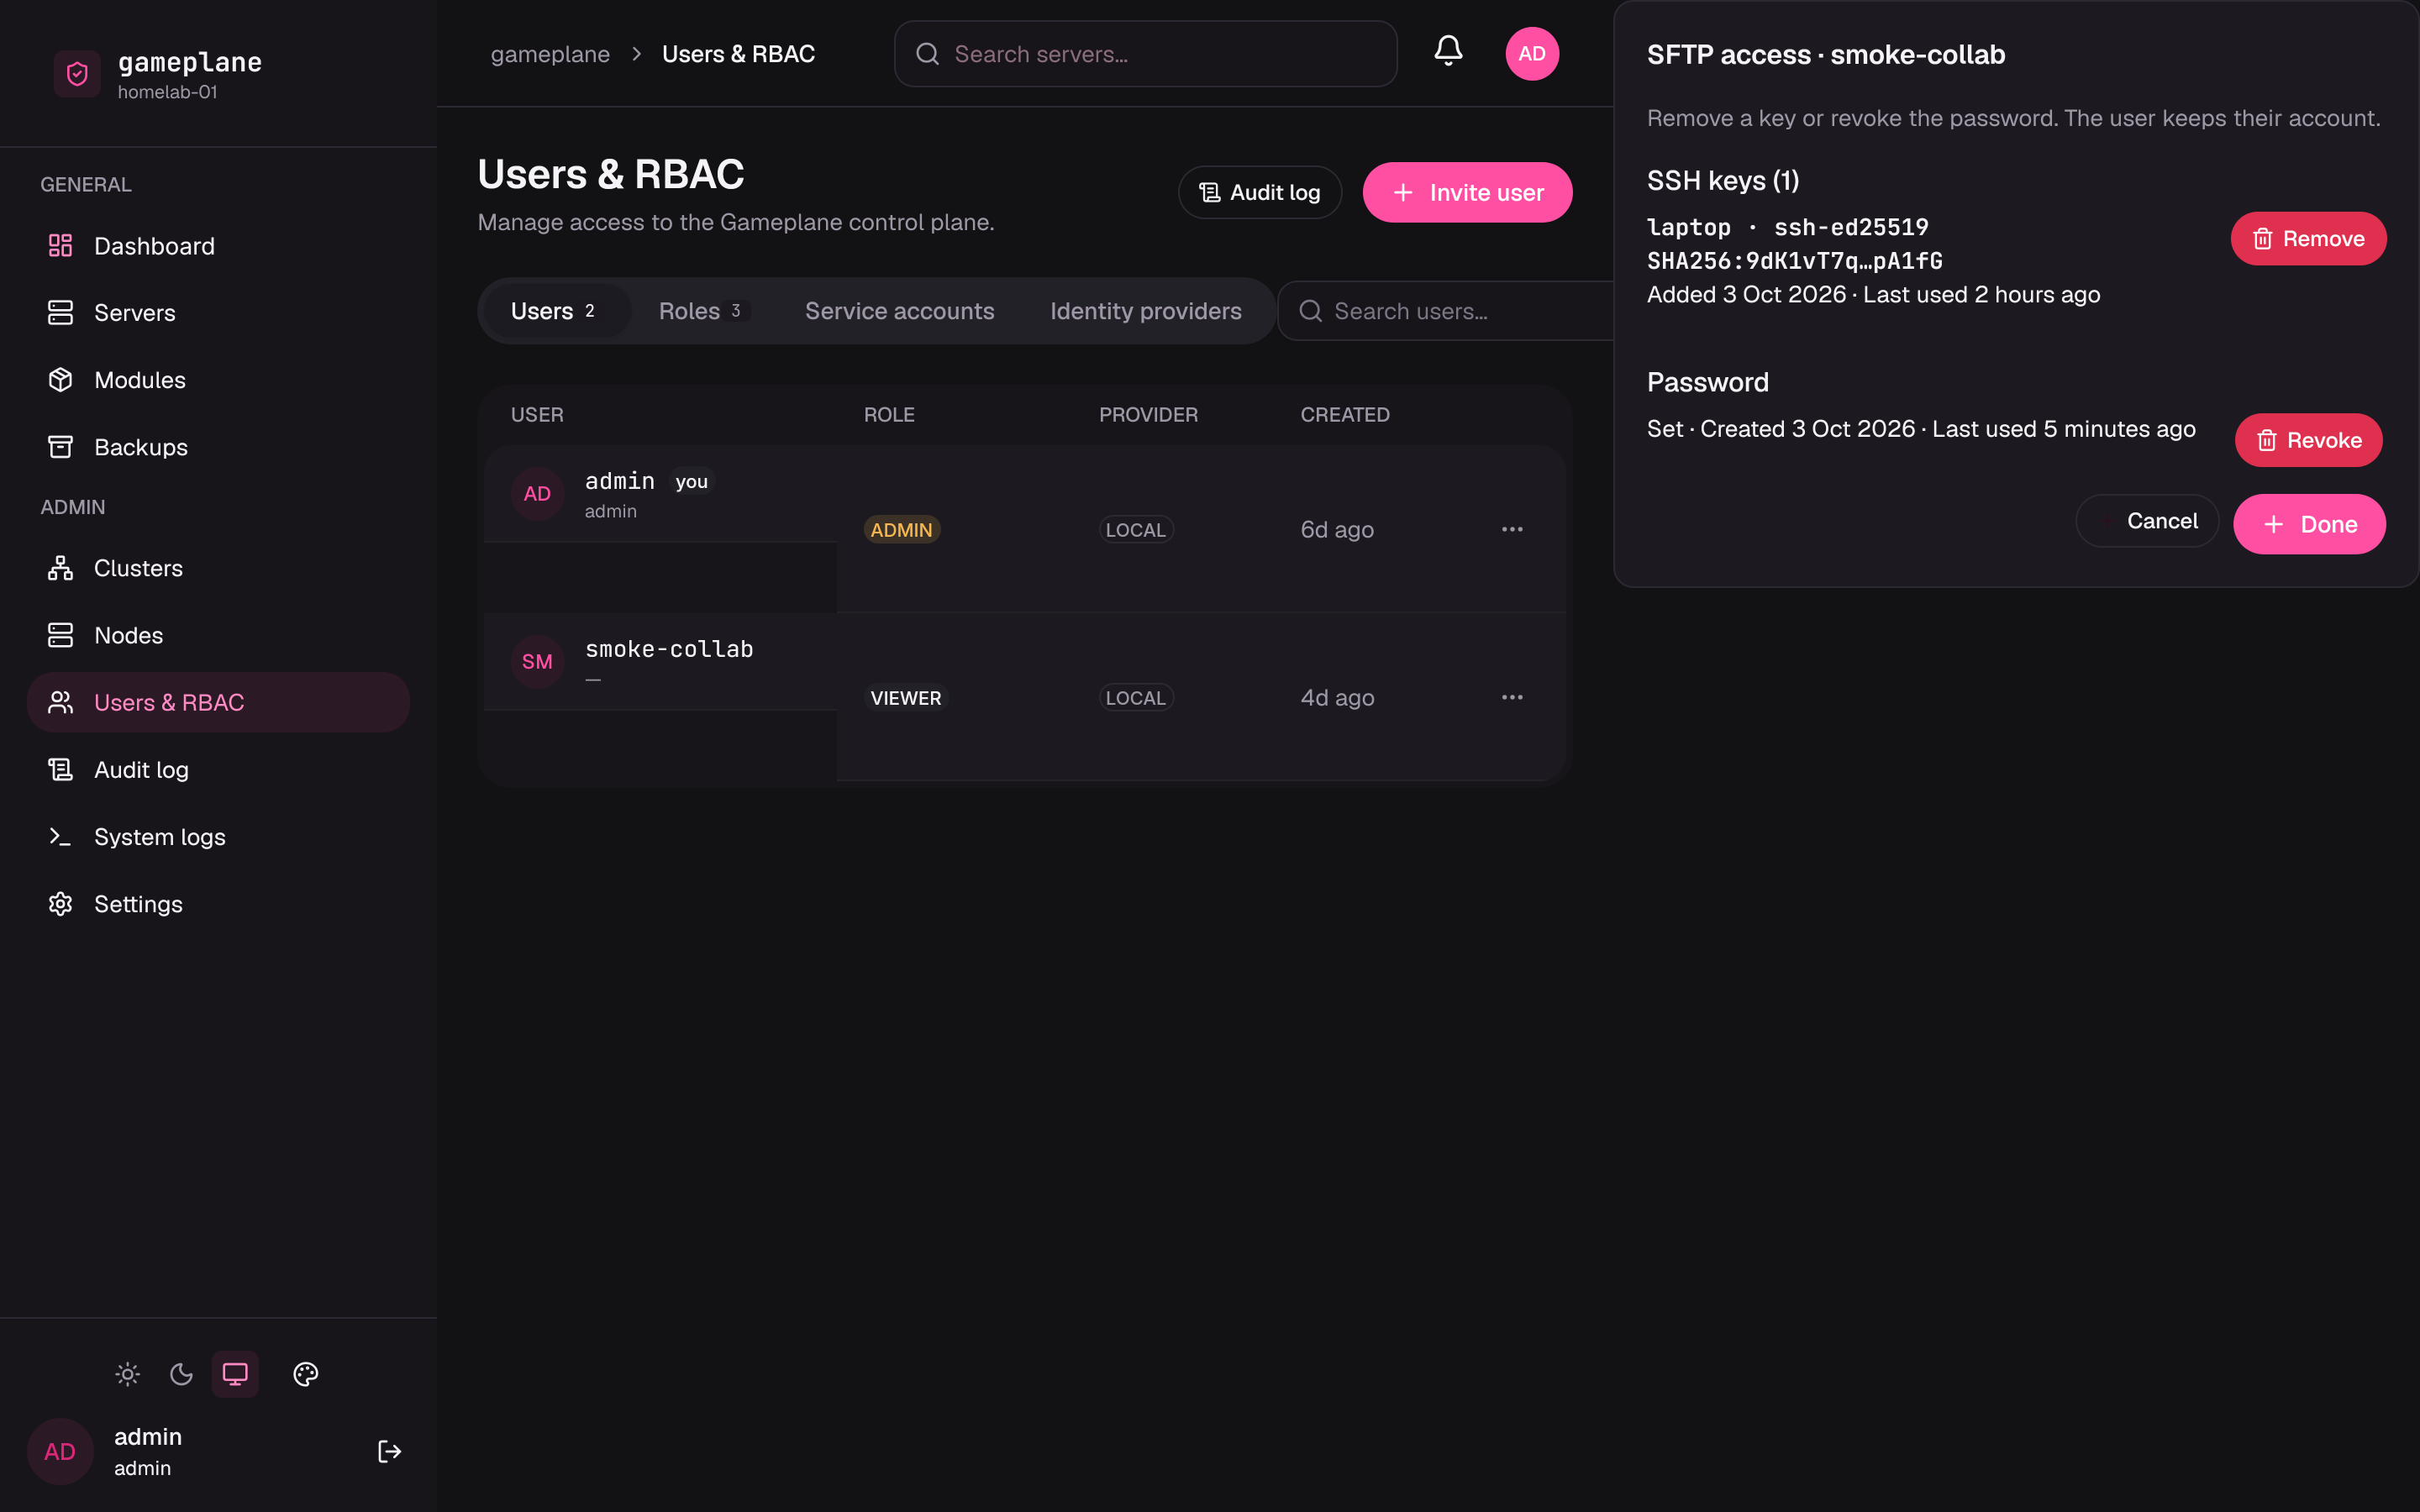 gameplane
homelab-01
GENERAL
Dashboard
Servers
Modules
Backups
ADMIN
Clusters
Nodes
Users & RBAC
Audit log
System logs
Settings
AD
admin
admin
gameplane > Users & RBAC
Search servers...
AD
Users & RBAC
Manage access to the Gameplane control plane.
Audit log
Invite user
Users 2
Roles 3
Service accounts
Identity providers
Search users...
USER ROLE PROVIDER CREATED
AD admin you
admin
ADMIN LOCAL 6d ago
SM smoke-collab
—
VIEWER LOCAL 4d ago
SFTP access · smoke-collab
Remove a key or revoke the password. The user keeps their account.
SSH keys (1)
laptop · ssh-ed25519
SHA256:9dK1vT7q…pA1fG
Added 3 Oct 2026 · Last used 2 hours ago
Remove
Password
Set · Created 3 Oct 2026 · Last used 5 minutes ago
Revoke
Cancel
Done